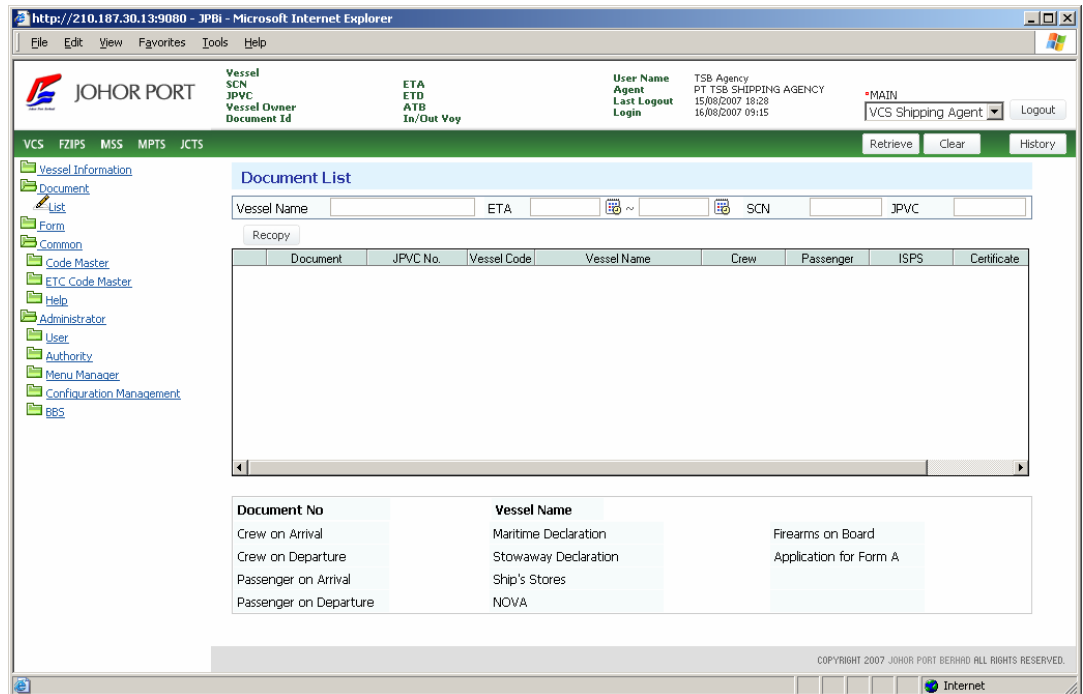 http://210.187.30.13:9080 - JPBi - Microsoft Internet Explorer
File Edit View Favorites Tools Help
JOHOR PORT
Vessel
SCN ETA
JPVC ETD
Vessel Owner ATB
Document Id In/Out Voy
User Name TSB Agency
Agent PT TSB SHIPPING AGENCY
Last Logout 15/08/2007 18:28
Login 16/08/2007 09:15
*MAIN
VCS Shipping Agent Logout
VCS FZIPS MSS MPTS JCTS Retrieve Clear History
Vessel Information
Document
List
Form
Common
Code Master
ETC Code Master
Help
Administrator
User
Authority
Menu Manager
Configuration Management
BBS
Document List
Vessel Name ETA ~ SCN JPVC
Recopy
Document JPVC No. Vessel Code Vessel Name Crew Passenger ISPS Certificate
Document No Vessel Name
Crew on Arrival Maritime Declaration Firearms on Board
Crew on Departure Stowaway Declaration Application for Form A
Passenger on Arrival Ship's Stores
Passenger on Departure NOVA
COPYRIGHT 2007 JOHOR PORT BERHAD ALL RIGHTS RESERVED.
Internet